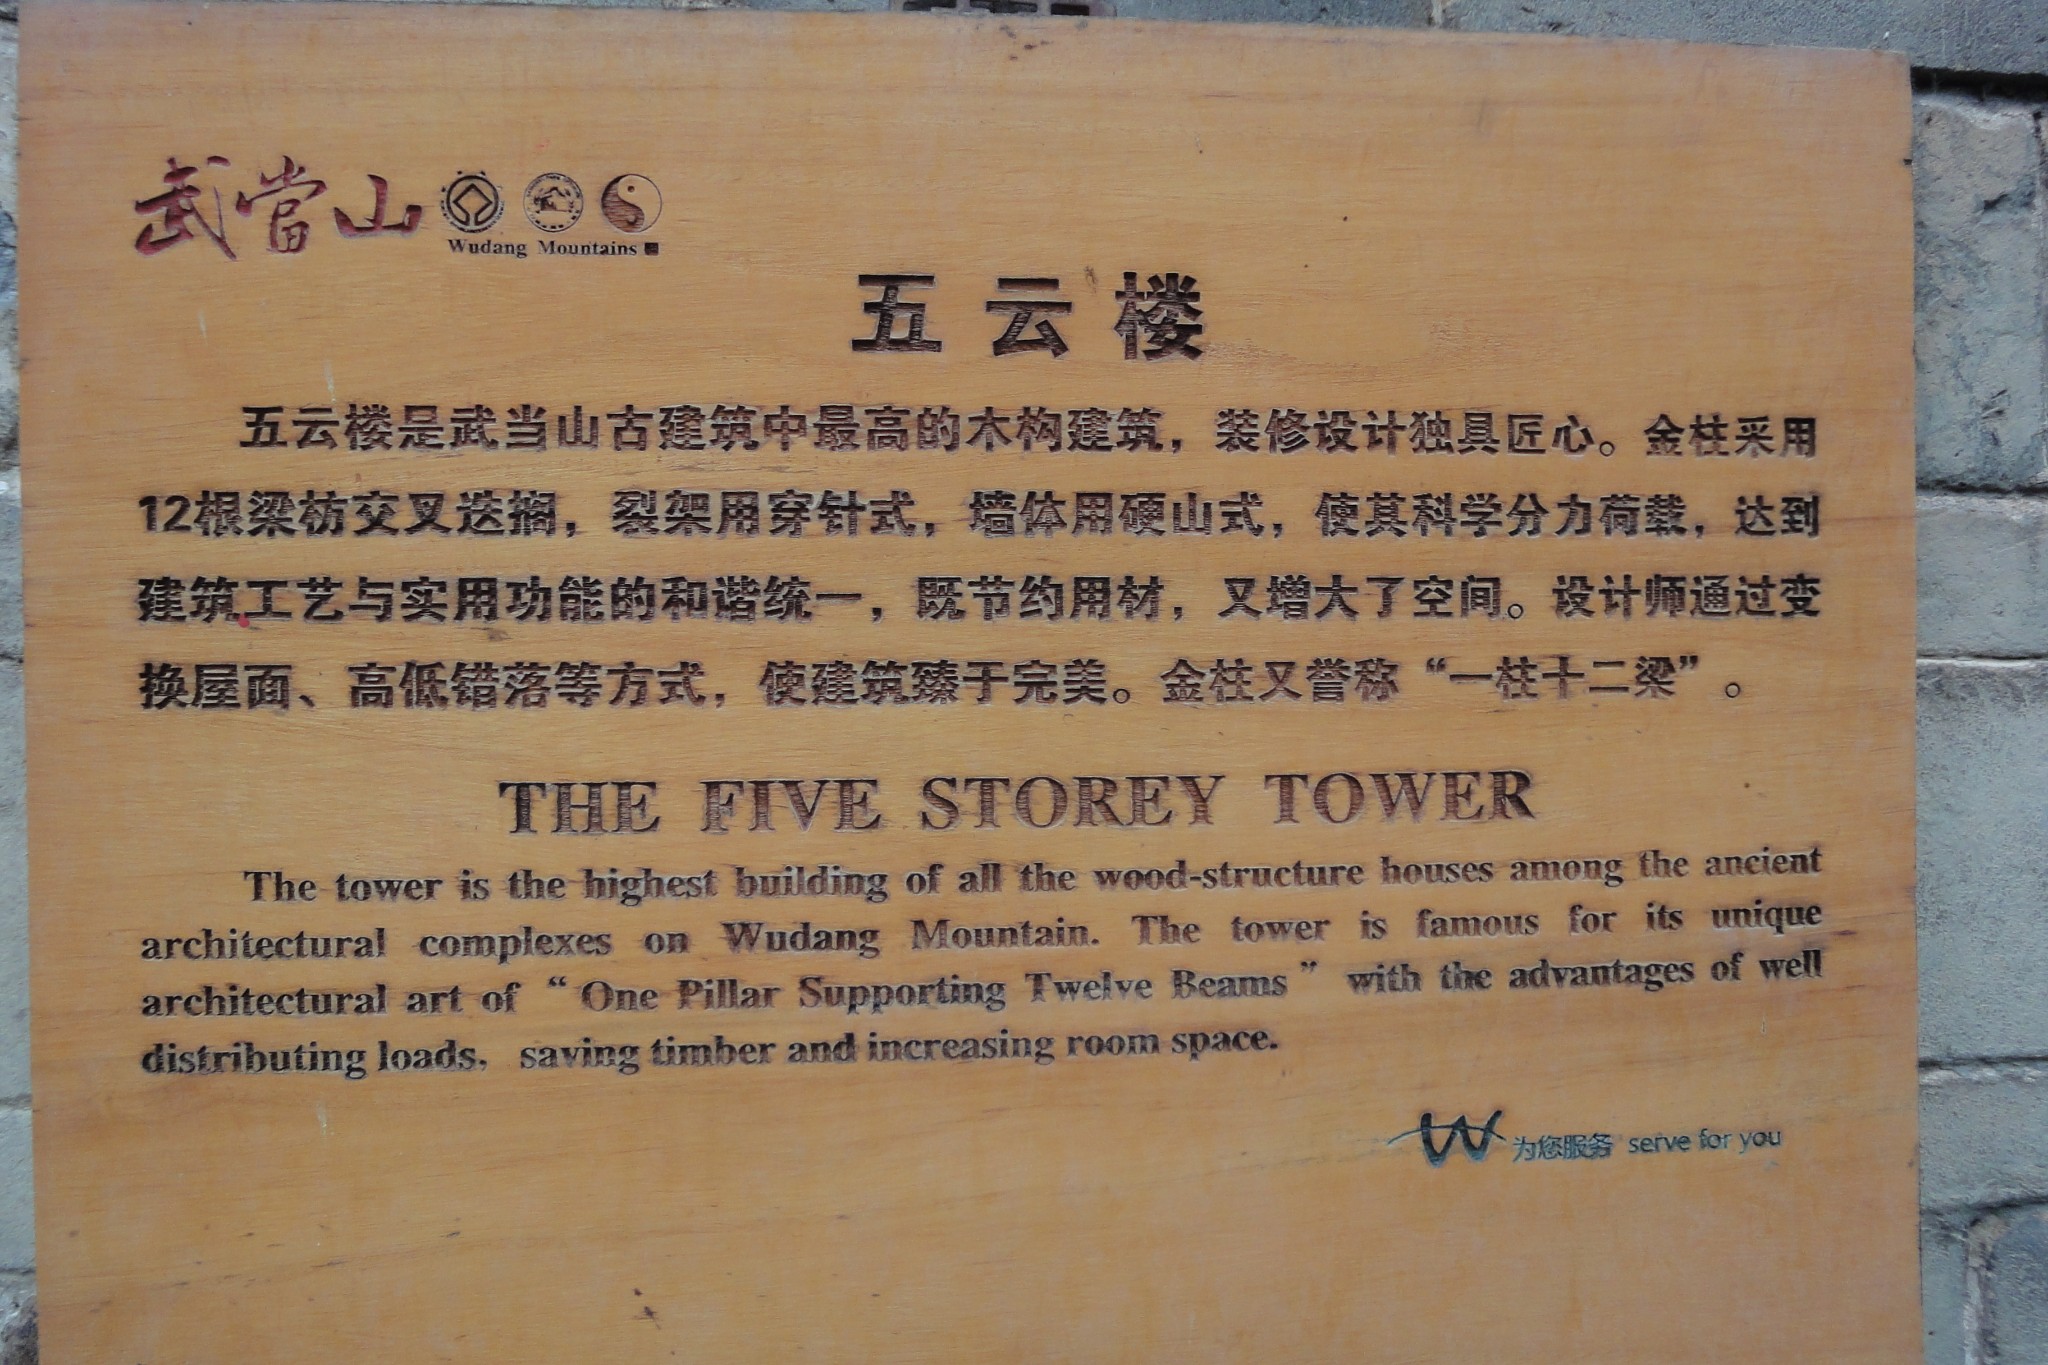 武當山
Wudang Mountains
五云楼
五云楼是武当山古建筑中最高的木构建筑，装修设计独具匠心。金柱采用
12根梁枋交叉迭搁，裂架用穿针式，墙体用硬山式，使其科学分力荷载，达到
建筑工艺与实用功能的和谐统一，既节约用材，又增大了空间。设计师通过变
换屋面、高低错落等方式，使建筑臻于完美。金柱又誉称“一柱十二梁”。
THE FIVE STOREY TOWER
The tower is the highest building of all the wood-structure houses among the ancient
architectural complexes on Wudang Mountain. The tower is famous for its unique
architectural art of “One Pillar Supporting Twelve Beams” with the advantages of well
distributing loads, saving timber and increasing room space.
为您服务 serve for you